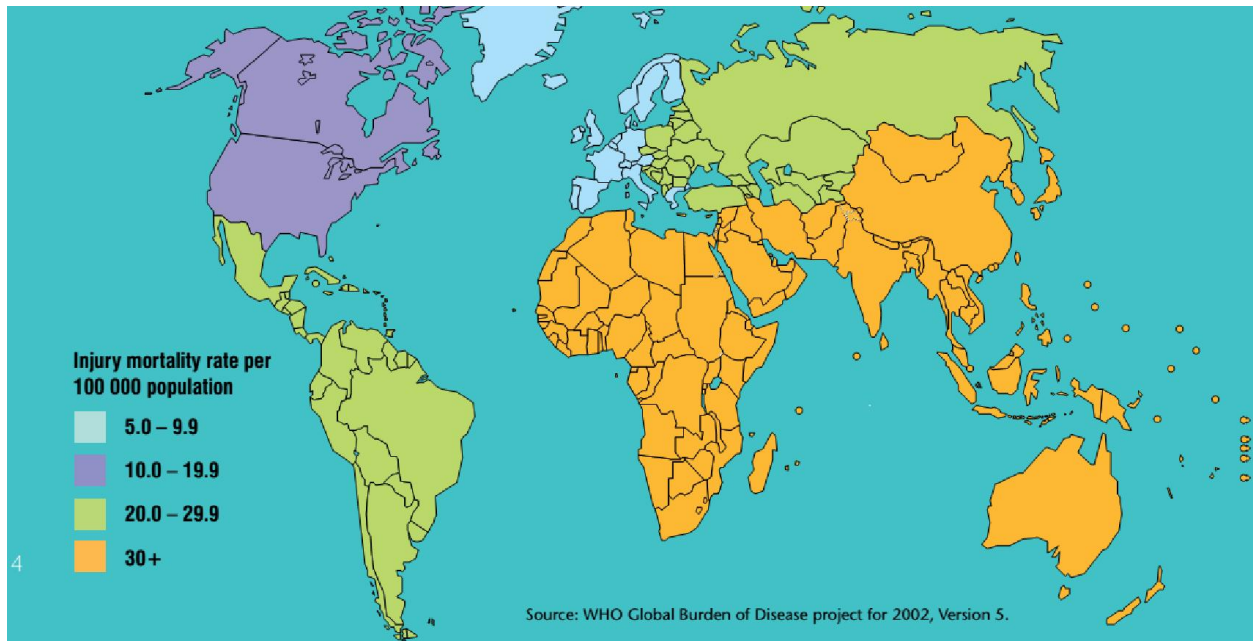 Injury mortality rate per
100 000 population
5.0 – 9.9
10.0 – 19.9
20.0 – 29.9
30+
4
Source: WHO Global Burden of Disease project for 2002, Version 5.